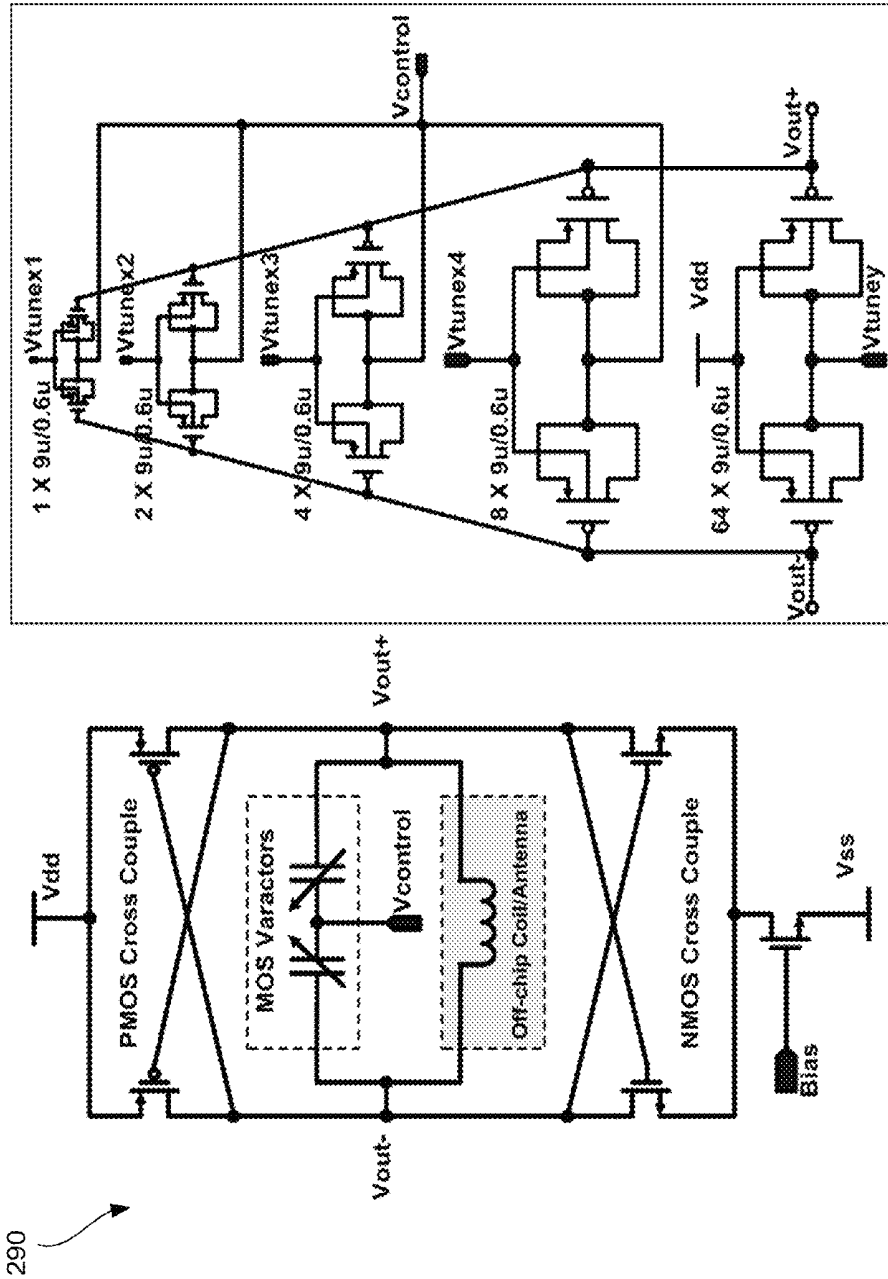 290
Vdd
PMOS Cross Couple
MOS Varactors
Vout-
Vout+
Vcontrol
Off-chip Coil/Antenna
NMOS Cross Couple
Bias
Vss
Vtunex1
1 X 9u/0.6u
Vtunex2
2 X 9u/0.6u
Vcontrol
Vtunex3
4 X 9u/0.6u
Vtunex4
8 X 9u/0.6u
Vdd
64 X 9u/0.6u
Vout-
Vout+
Vtuney